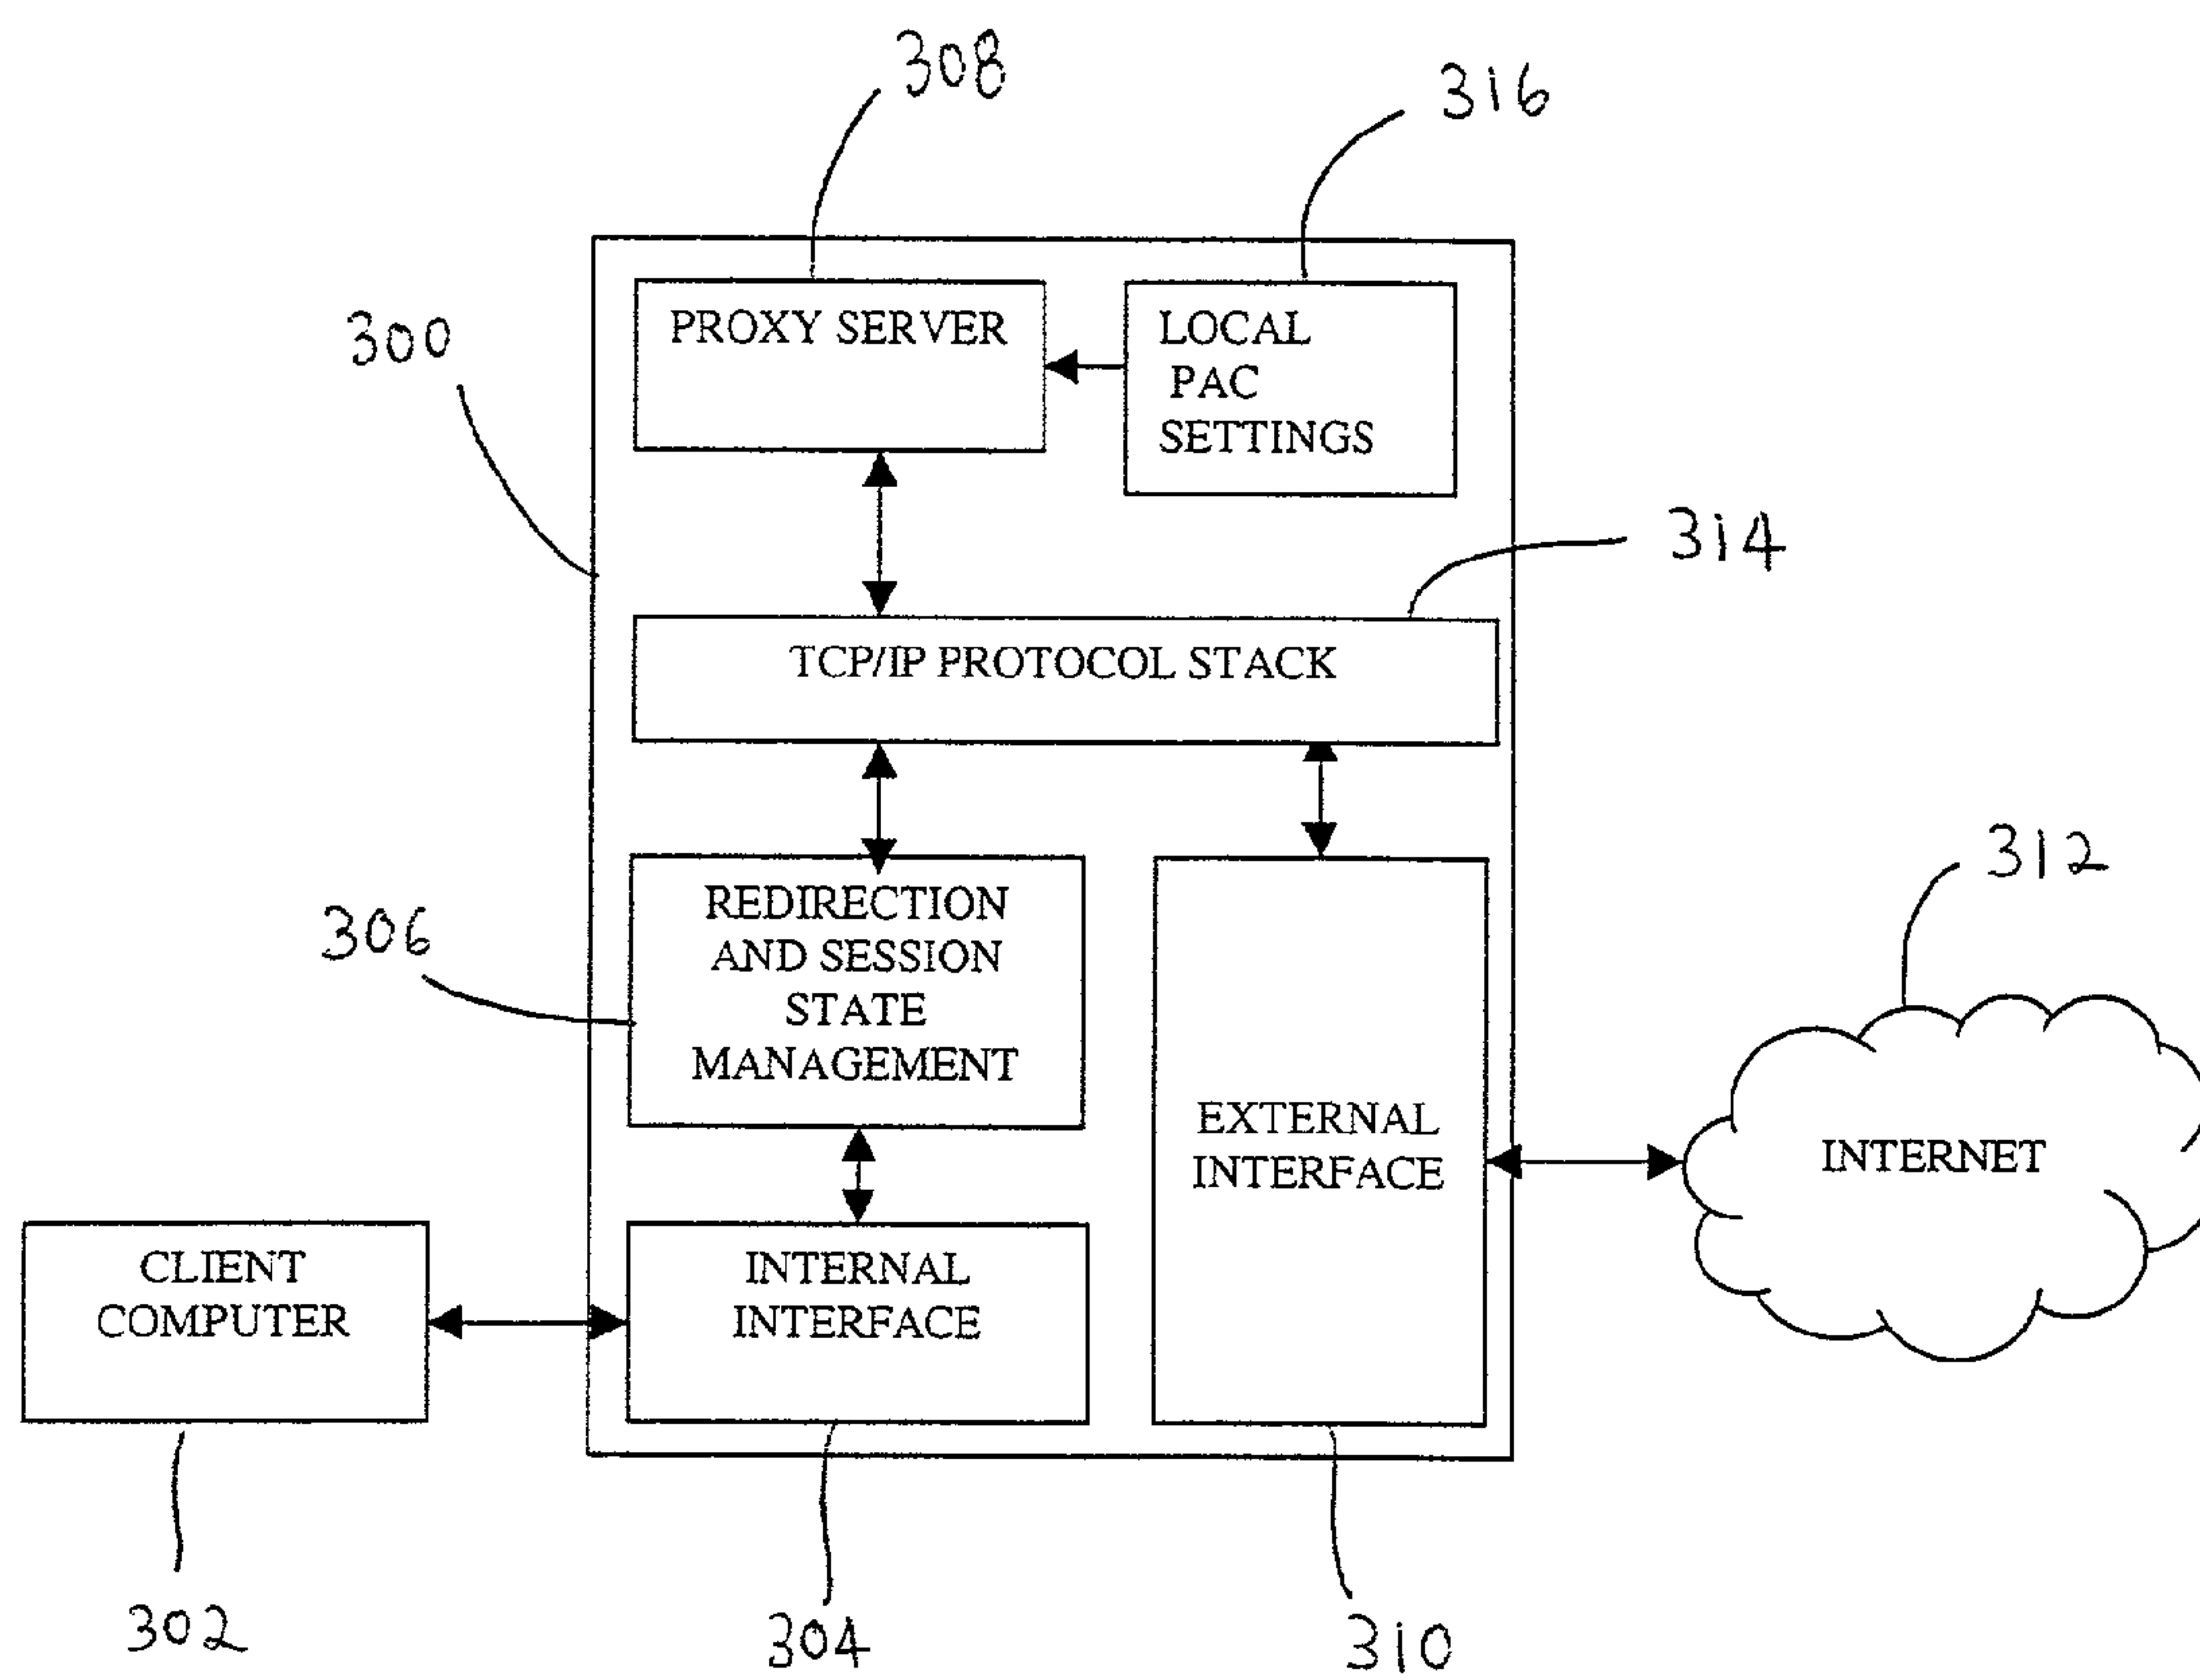 308
316
300
PROXY SERVER
LOCAL
PAC
SETTINGS
314
TCP/IP PROTOCOL STACK
312
306
REDIRECTION
AND SESSION
STATE
MANAGEMENT
EXTERNAL
INTERFACE
INTERNET
CLIENT
COMPUTER
INTERNAL
INTERFACE
302
304
310